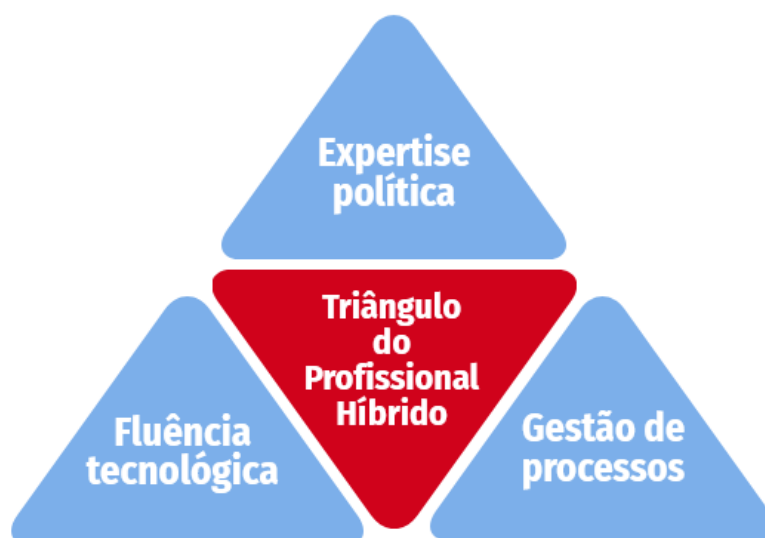 Expertise
política
Triângulo
do
Profissional
Híbrido
Fluência
tecnológica
Gestão de
processos